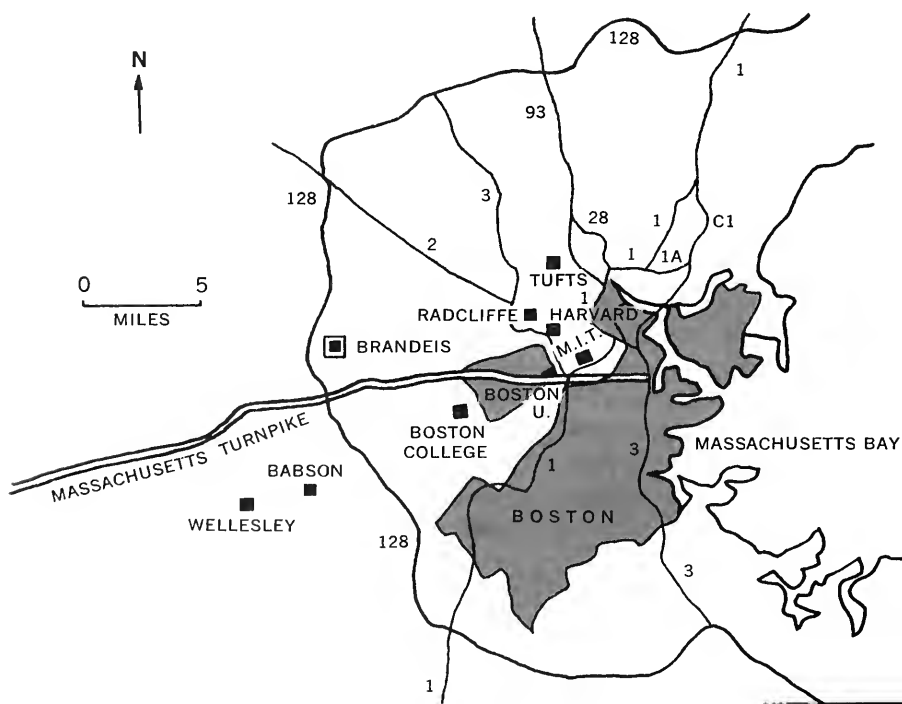 128
1
N
93
128
3
28
1
C1
2
1
1A
0 5
MILES
TUFTS
1
RADCLIFFE
HARVARD
M.I.T.
BRANDEIS
BOSTON
U.
BOSTON
COLLEGE
MASSACHUSETTS TURNPIKE
MASSACHUSETTS BAY
1
3
BABSON
WELLESLEY
BOSTON
128
3
1